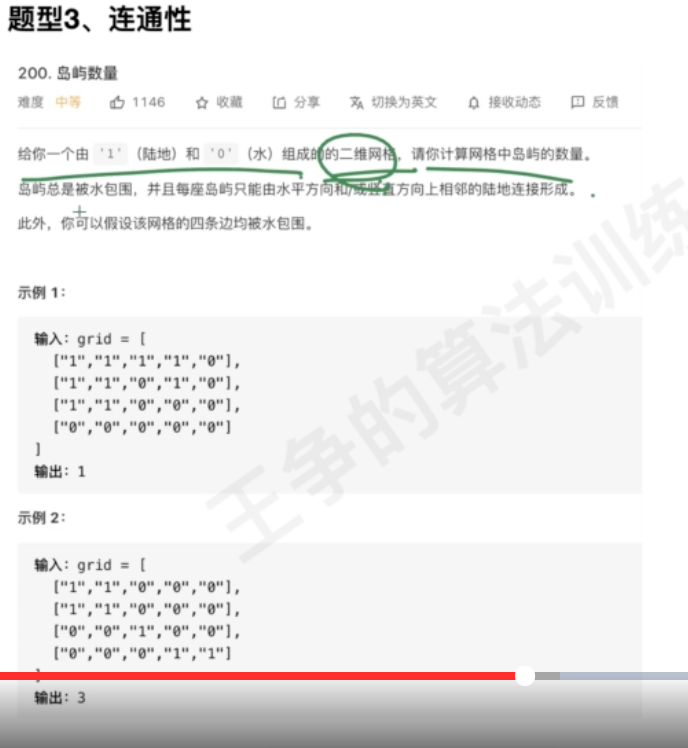 题型3、连通性
200. 岛屿数量
难度 中等 1146 收藏 分享 切换为英文 接收动态 反馈
给你一个由 '1' (陆地) 和 '0' (水) 组成的的二维网格，请你计算网格中岛屿的数量。
岛屿总是被水包围，并且每座岛屿只能由水平方向和/或竖直方向上相邻的陆地连接形成。
此外，你可以假设该网格的四条边均被水包围。
示例 1:
输入: grid = [
["1","1","1","1","0"],
["1","1","0","1","0"],
["1","1","0","0","0"],
["0","0","0","0","0"]
]
输出: 1
示例 2:
输入: grid = [
["1","1","0","0","0"],
["1","1","0","0","0"],
["0","0","1","0","0"],
["0","0","0","1","1"]
]
输出: 3
王争的算法训练